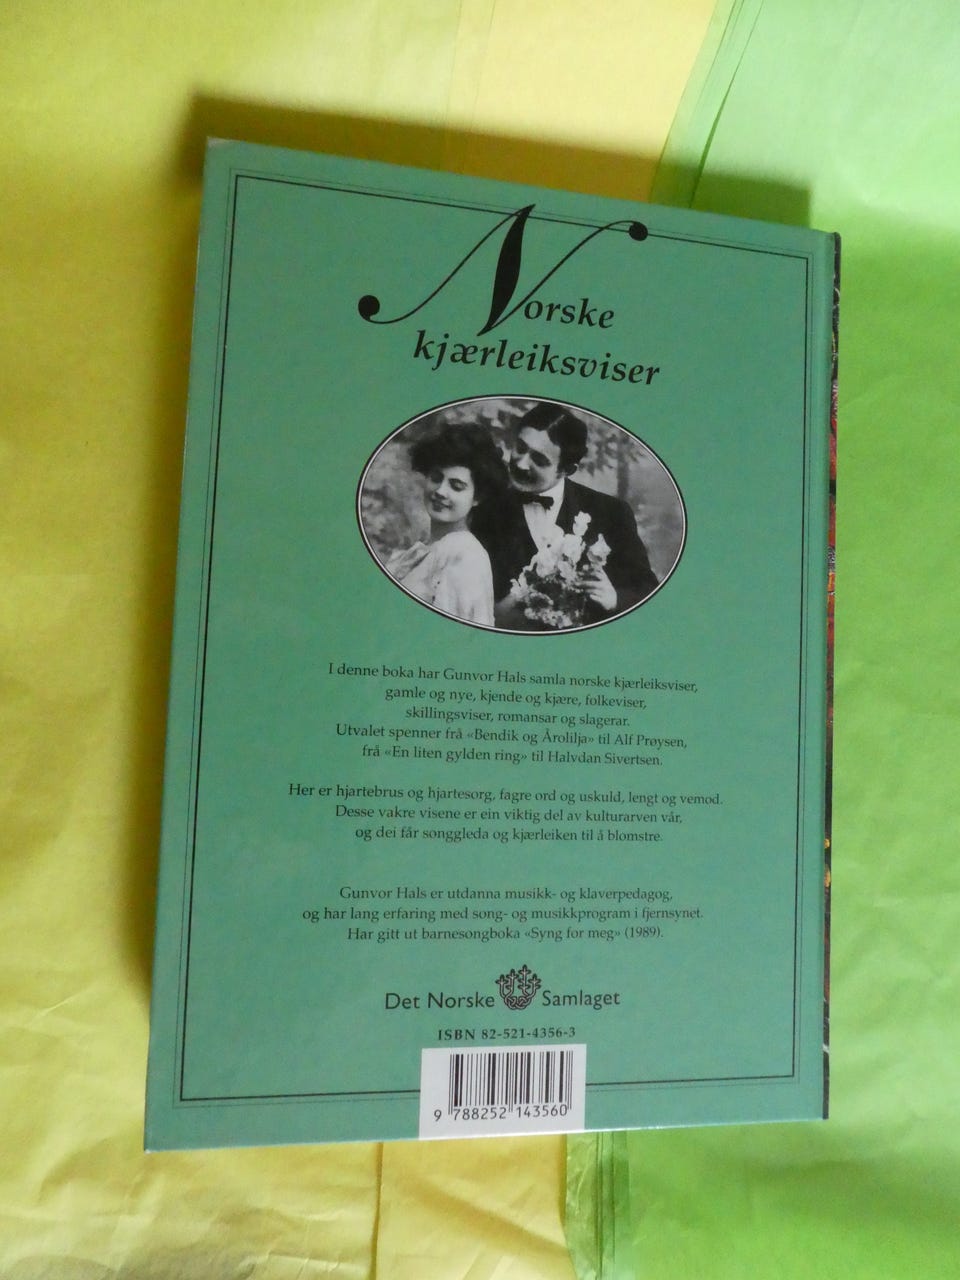 Norske
kjærleiksviser
I denne boka har Gunvor Hals samla norske kjærleiksviser,
gamle og nye, kjende og kjære, folkeviser,
skillingsviser, romansar og slagerar.
Utvalet spenner frå «Bendik og Årolilja» til Alf Prøysen,
frå «En liten gylden ring» til Halvdan Sivertsen.
Her er hjartebrus og hjartesorg, fagre ord og uskuld, lengt og vemod.
Desse vakre visene er ein viktig del av kulturarven vår,
og dei får songgleda og kjærleiken til å blomstre.
Gunvor Hals er utdanna musikk- og klaverpedagog,
og har lang erfaring med song- og musikkprogram i fjernsynet.
Har gitt ut barnesongboka «Syng for meg» (1989).
Det Norske Samlaget
ISBN 82-521-4356-3
9 788252 143560